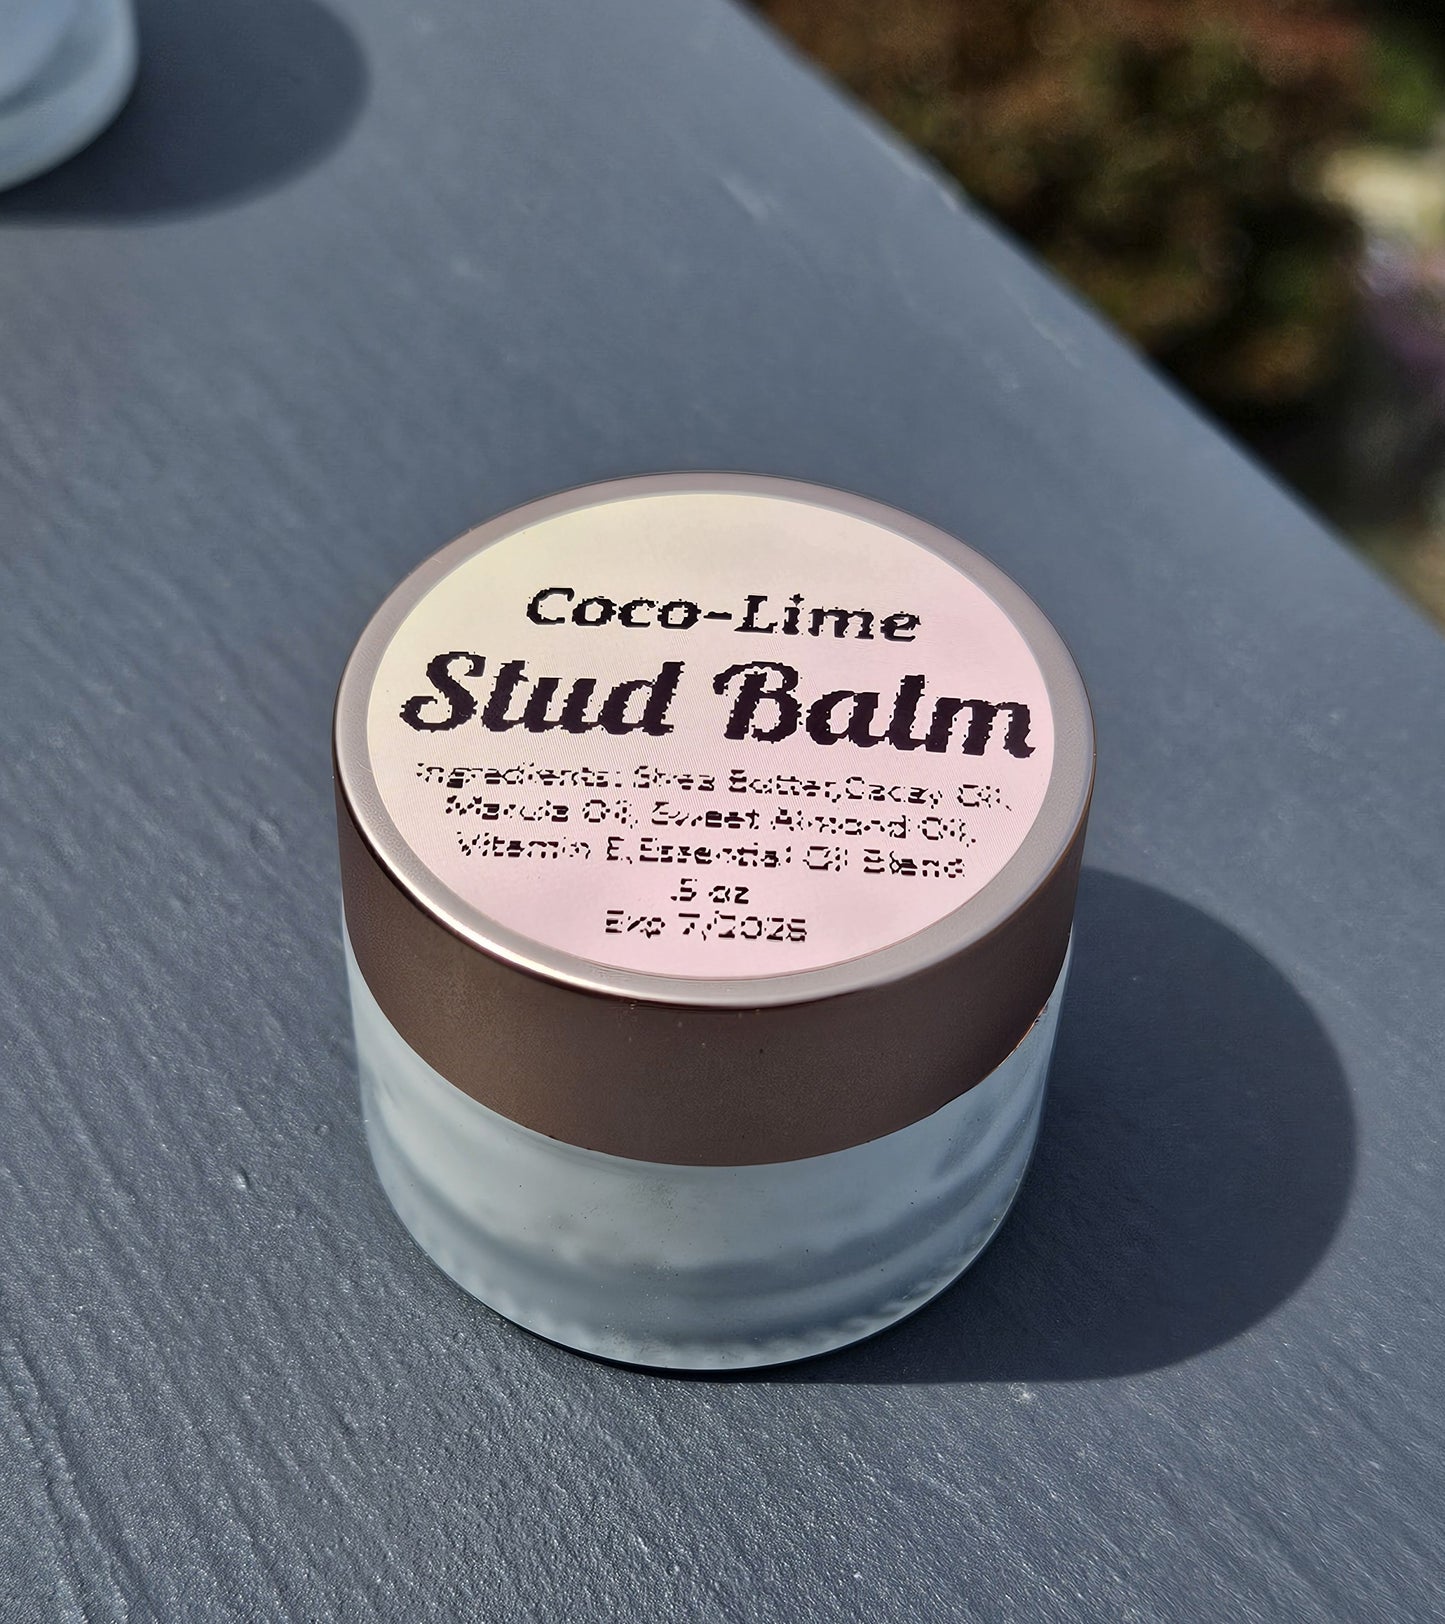 Coco-Lime
Stud Balm
Ingredients: Shea Butter,Cacay Oil,
Marula Oil, Sweet Almond Oil,
Vitamin E,Essential Oil Blend
.5 oz
Exp 7/202